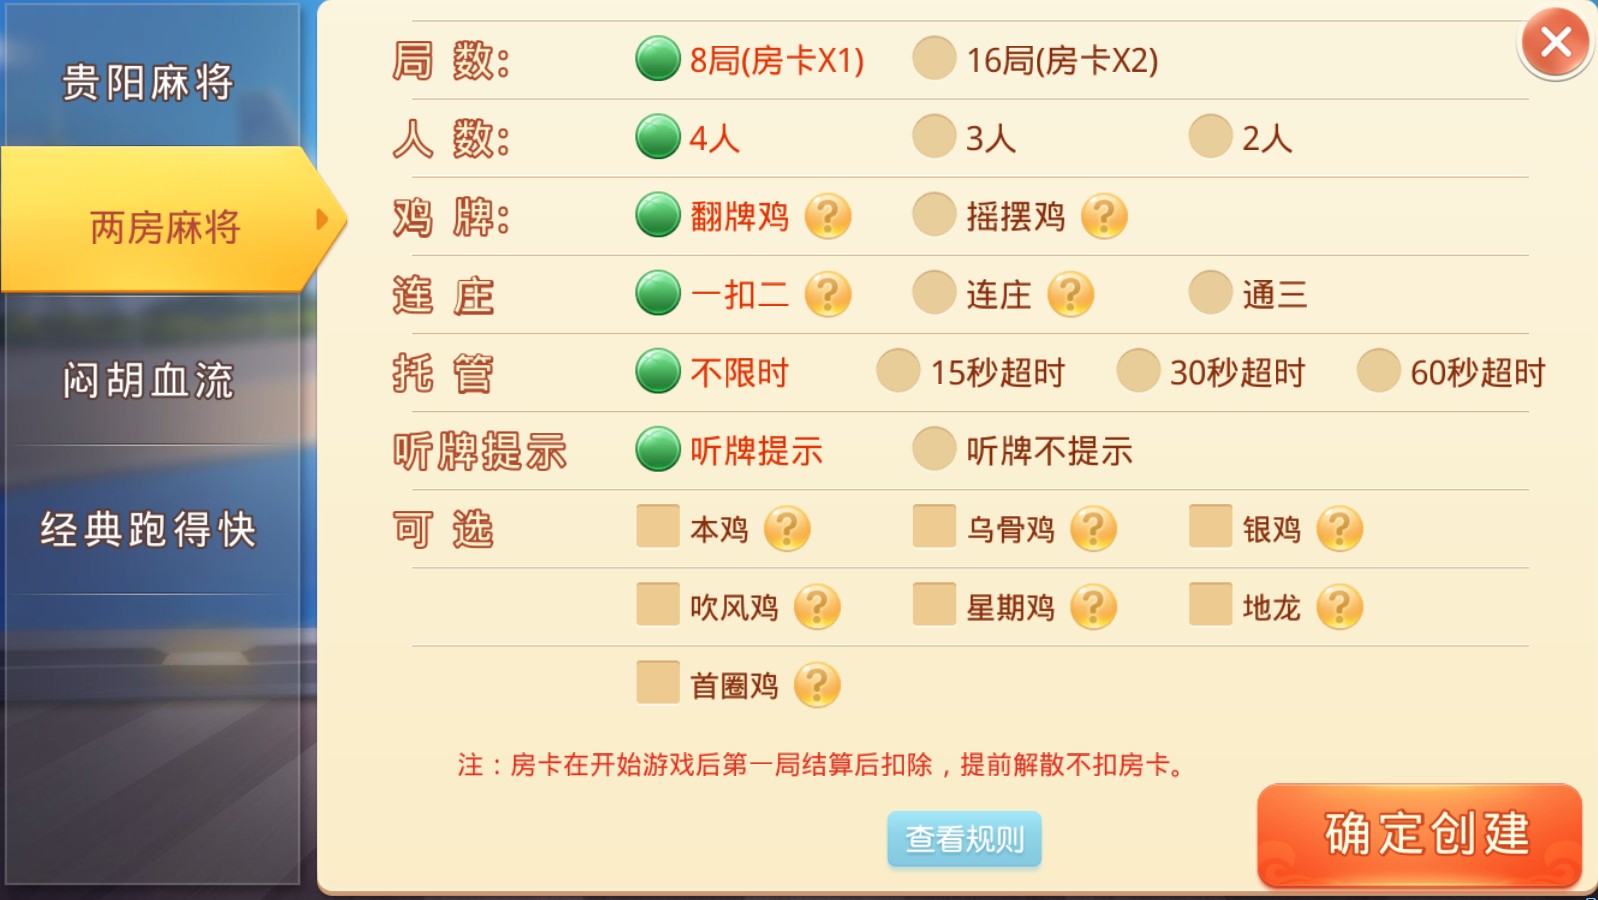 贵阳麻将
两房麻将
闷胡血流
经典跑得快
局 数: 8局(房卡X1) 16局(房卡X2)
人 数: 4人 3人 2人
鸡 牌: 翻牌鸡 ? 摇摆鸡 ?
连 庄 一扣二 ? 连庄 ? 通三
托 管 不限时 15秒超时 30秒超时 60秒超时
听牌提示 听牌提示 听牌不提示
可 选 本鸡 ? 乌骨鸡 ? 银鸡 ?
吹风鸡 ? 星期鸡 ? 地龙 ?
首圈鸡 ?
注：房卡在开始游戏后第一局结算后扣除，提前解散不扣房卡。
查看规则
确定创建